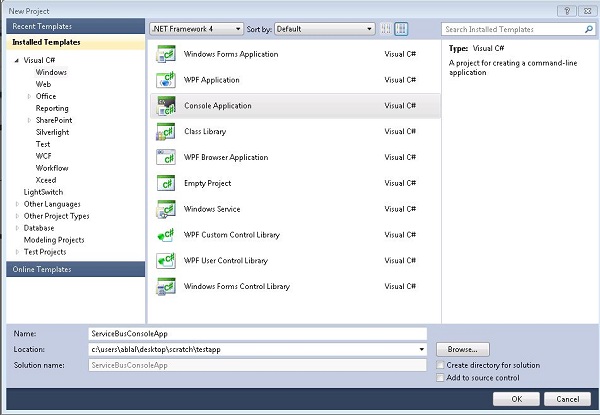 New Project
Recent Templates
.NET Framework 4
Sort by: Default
Search Installed Templates
Installed Templates
Visual C#
Windows
Web
Office
Reporting
SharePoint
Silverlight
Test
WCF
Workflow
Xceed
LightSwitch
Other Languages
Other Project Types
Database
Modeling Projects
Test Projects
Online Templates
Windows Forms Application Visual C#
WPF Application Visual C#
Console Application Visual C#
Class Library Visual C#
WPF Browser Application Visual C#
Empty Project Visual C#
Windows Service Visual C#
WPF Custom Control Library Visual C#
WPF User Control Library Visual C#
Windows Forms Control Library Visual C#
Type: Visual C#
A project for creating a command-line
application
Name: ServiceBusConsoleApp
Location: c:\users\ablal\desktop\scratch\testapp
Browse...
Solution name: ServiceBusConsoleApp
Create directory for solution
Add to source control
OK
Cancel